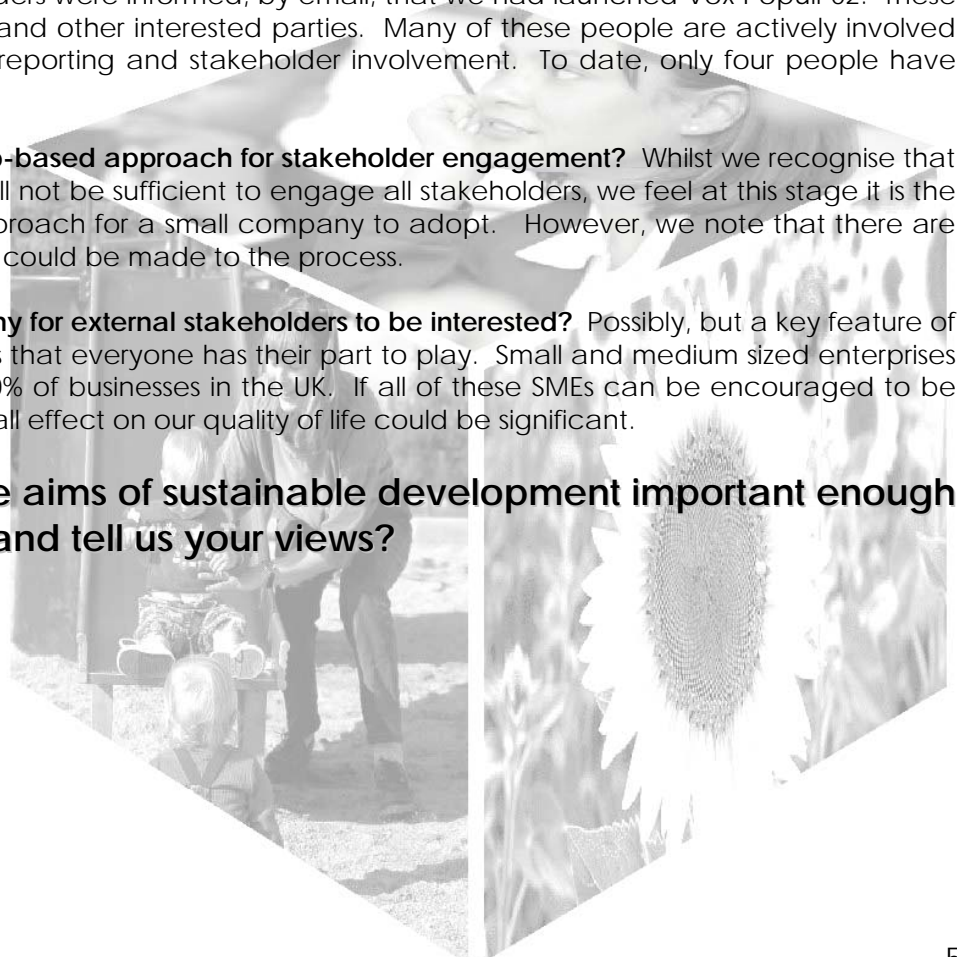 ders were informed, by email, that we had launched Vox Populi 02. These
and other interested parties. Many of these people are actively involved
reporting and stakeholder involvement. To date, only four people have
-based approach for stakeholder engagement? Whilst we recognise that
ll not be sufficient to engage all stakeholders, we feel at this stage it is the
proach for a small company to adopt. However, we note that there are
could be made to the process.
ny for external stakeholders to be interested? Possibly, but a key feature of
s that everyone has their part to play. Small and medium sized enterprises
0% of businesses in the UK. If all of these SMEs can be encouraged to be
all effect on our quality of life could be significant.
e aims of sustainable development important enough
and tell us your views?